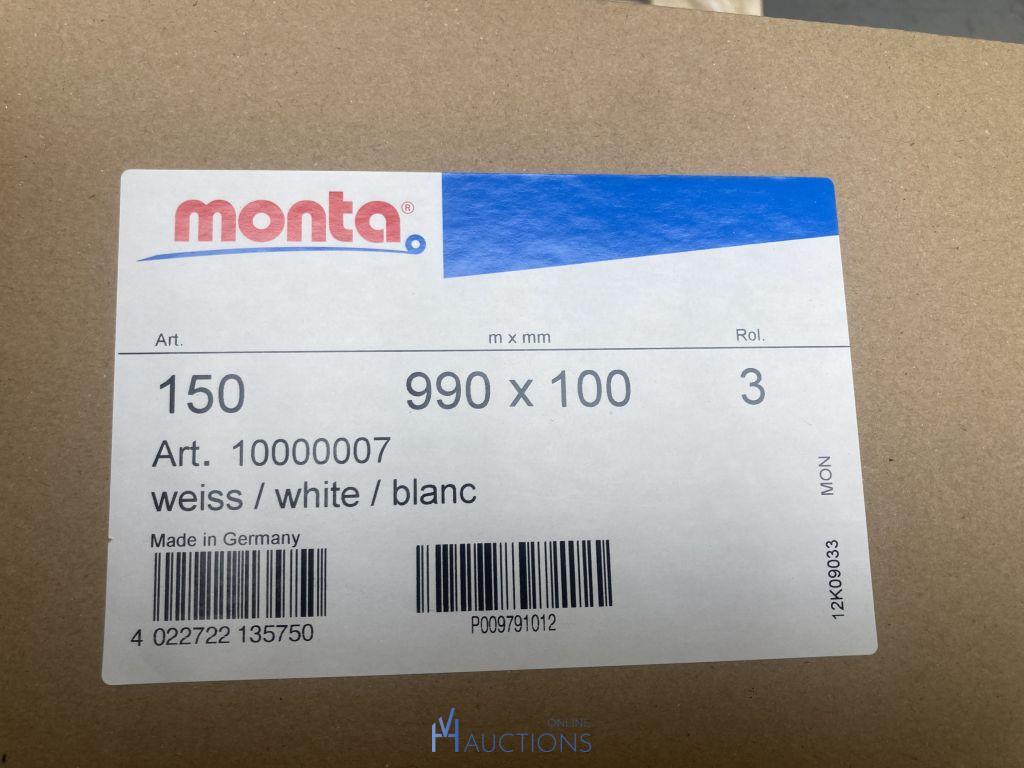 monta®
Art. m x mm Rol.
150 990 x 100 3
Art. 10000007
weiss / white / blanc
Made in Germany
4 022722 135750
P009791012
MON
12K09033
VH ONLINE
AUCTIONS